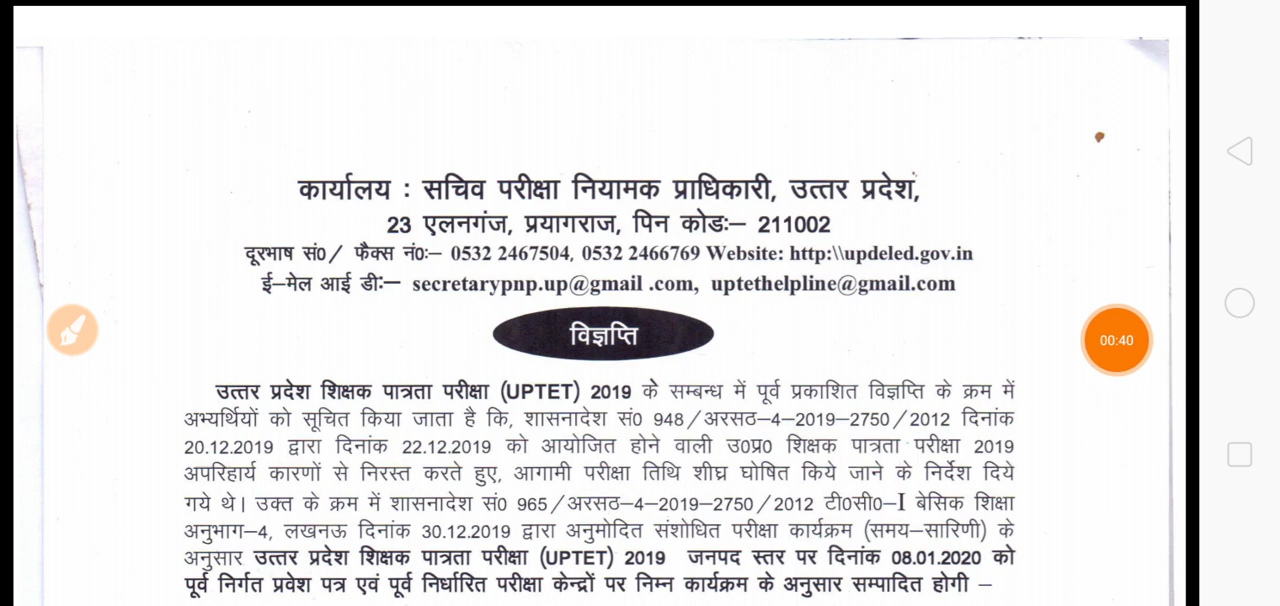 कार्यालय : सचिव परीक्षा नियामक प्राधिकारी, उत्तर प्रदेश,
23 एलनगंज, प्रयागराज, पिन कोडः– 211002
दूरभाष सं0/ फैक्स नं0:– 0532 2467504, 0532 2466769 Website: http:\\updeled.gov.in
ई–मेल आई डीः– secretarypnp.up@gmail .com, uptethelpline@gmail.com
विज्ञप्ति
उत्तर प्रदेश शिक्षक पात्रता परीक्षा (UPTET) 2019 के सम्बन्ध में पूर्व प्रकाशित विज्ञप्ति के क्रम में
अभ्यर्थियों को सूचित किया जाता है कि, शासनादेश सं0 948/अरसठ–4–2019–2750/2012 दिनांक
20.12.2019 द्वारा दिनांक 22.12.2019 को आयोजित होने वाली उ0प्र0 शिक्षक पात्रता परीक्षा 2019
अपरिहार्य कारणों से निरस्त करते हुए, आगामी परीक्षा तिथि शीघ्र घोषित किये जाने के निर्देश दिये
गये थे। उक्त के क्रम में शासनादेश सं0 965/अरसठ–4–2019–2750/2012 टी0सी0–I बेसिक शिक्षा
अनुभाग–4, लखनऊ दिनांक 30.12.2019 द्वारा अनुमोदित संशोधित परीक्षा कार्यक्रम (समय–सारिणी) के
अनुसार उत्तर प्रदेश शिक्षक पात्रता परीक्षा (UPTET) 2019 जनपद स्तर पर दिनांक 08.01.2020 को
पूर्व निर्गत प्रवेश पत्र एवं पूर्व निर्धारित परीक्षा केन्द्रों पर निम्न कार्यक्रम के अनुसार सम्पादित होगी –
00:40